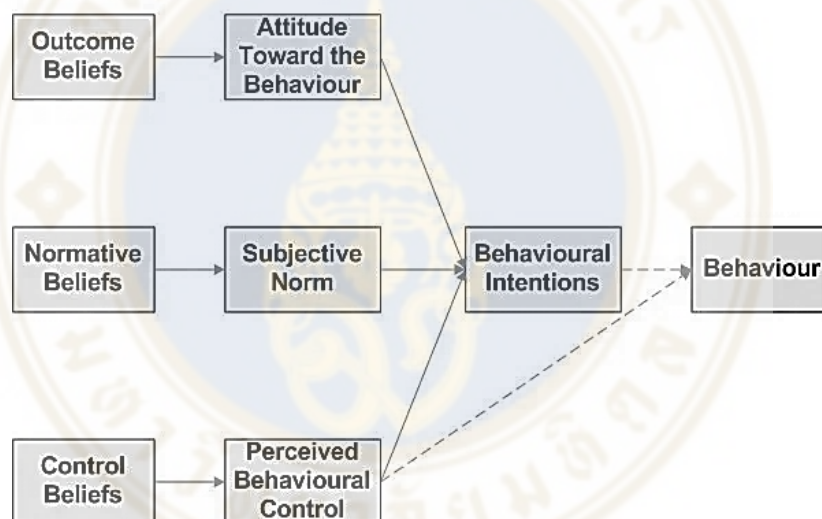 Outcome
Beliefs
Attitude
Toward the
Behaviour
Normative
Beliefs
Subjective
Norm
Behavioural
Intentions
Behaviour
Control
Beliefs
Perceived
Behavioural
Control